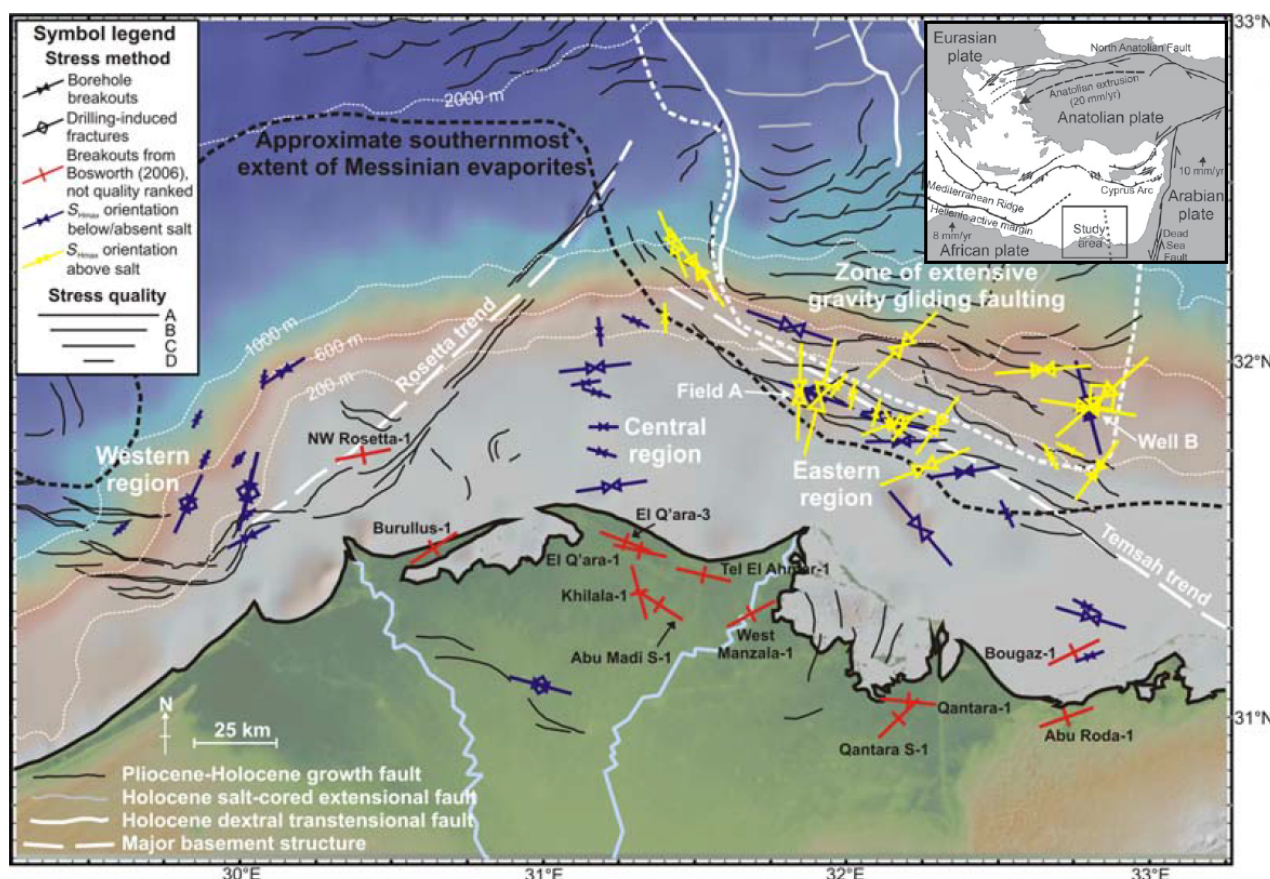 Symbol legend
Stress method
Borehole
breakouts
Drilling-induced
fractures
Breakouts from
Bosworth (2006),
not quality ranked
SHmax orientation
below/absent salt
SHmax orientation
above salt
Stress quality
A
B
C
D
2000 m
Approximate southernmost
extent of Messinian evaporites
Eurasian
plate
North Anatolian Fault
Anatolian extrusion
(20 mm/yr)
Anatolian plate
10 mm/yr
Arabian
plate
Cyprus Arc
Mediterranean Ridge
Hellenic active
margin
8 mm/yr
African plate
Study
area
Dead
Sea
Fault
33°N
Zone of extensive
gravity gliding faulting
1000 m
600 m
200 m
Rosetta trend
32°N
Field A
Well B
NW Rosetta-1
Western
region
Central
region
Eastern
region
Burullus-1
El Q'ara-3
El Q'ara-1
Tel El Ahmar-1
Temsah trend
Khilala-1
Abu Madi S-1
West
Manzala-1
Bougaz-1
Qantara-1
Qantara S-1
Abu Roda-1
31°N
N
25 km
Pliocene-Holocene growth fault
Holocene salt-cored extensional fault
Holocene dextral transtensional fault
Major basement structure
30°E
31°E
32°E
33°E